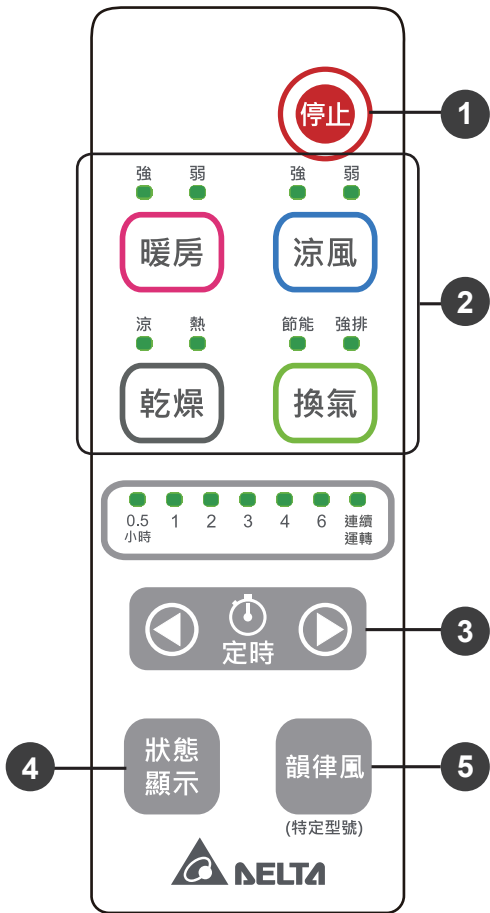 停止
1
強 弱 強 弱
暖房 涼風
2
涼 熱 節能 強排
乾燥 換氣
0.5 1 2 3 4 6 連續
小時 運轉
定時
3
狀態
顯示
4
韻律風
5
(特定型號)
DELTA